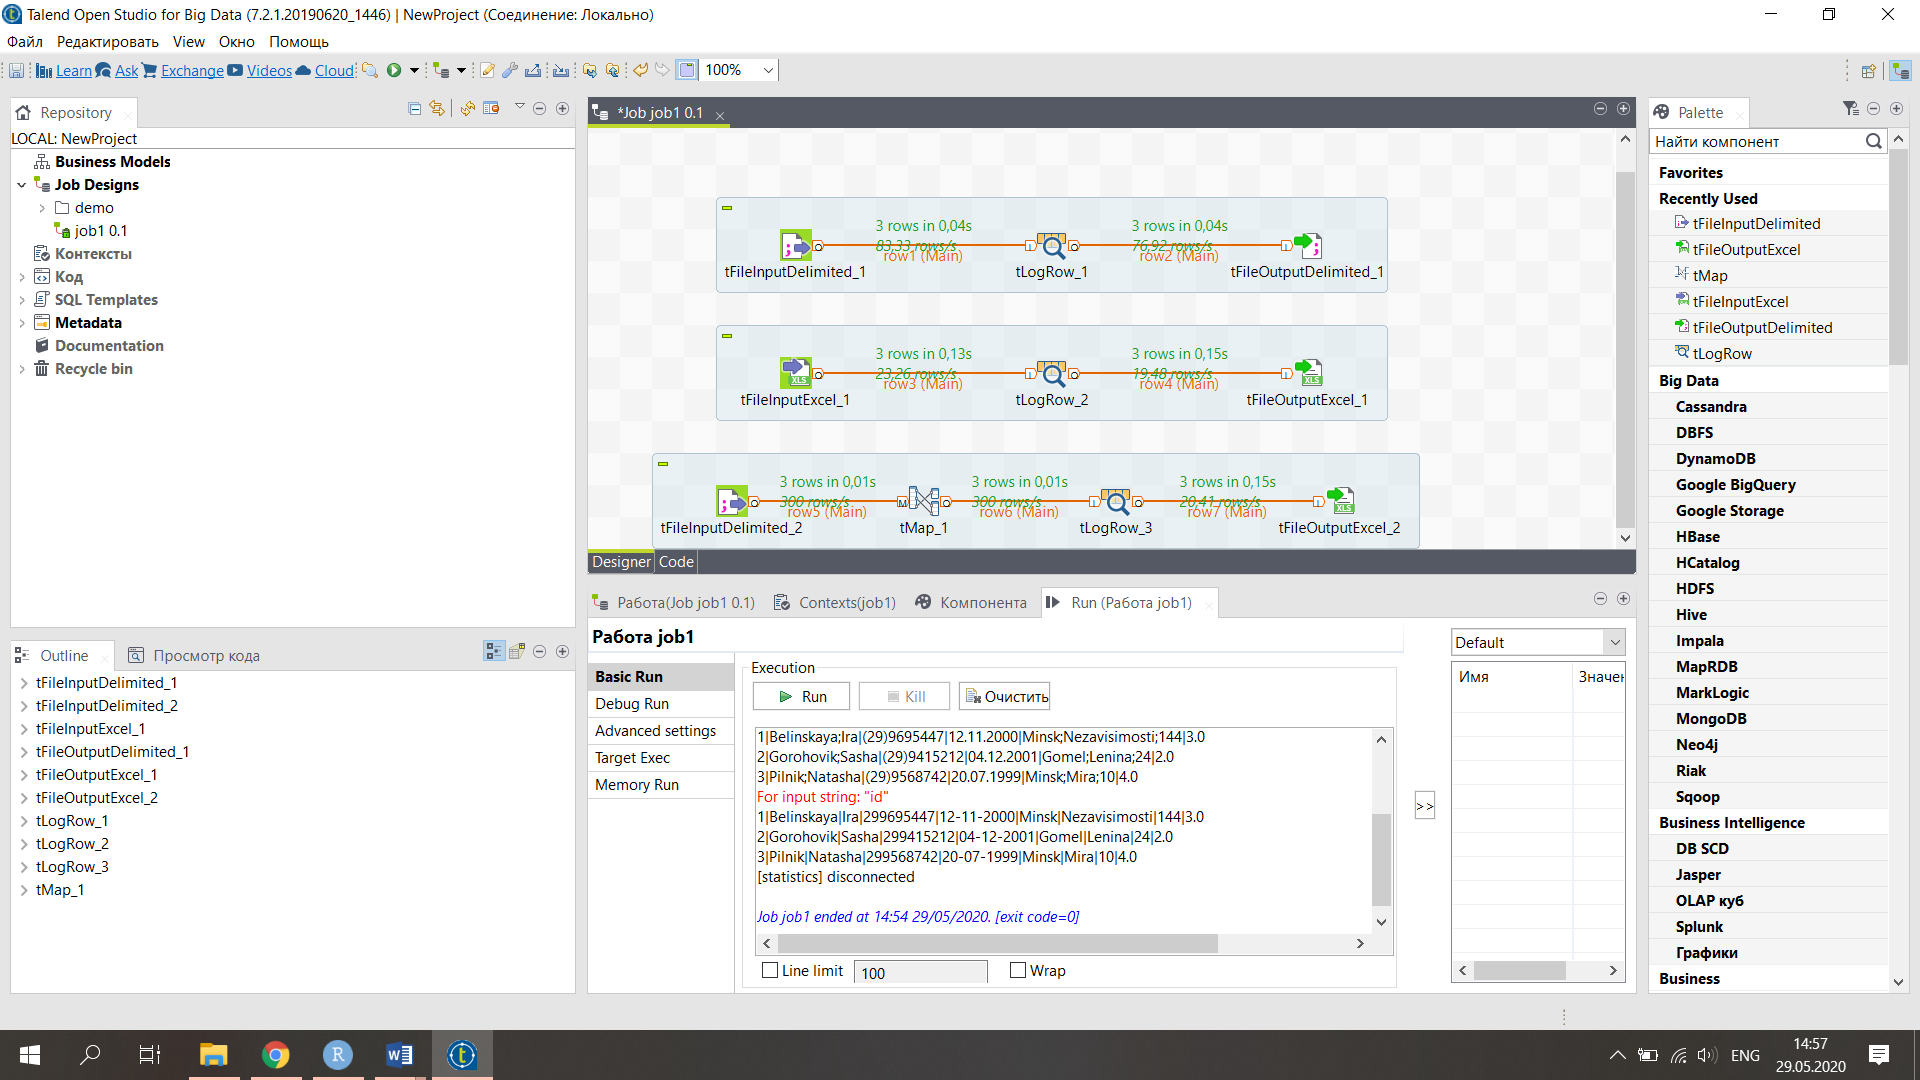 Talend Open Studio for Big Data (7.2.1.20190620_1446) | NewProject (Соединение: Локально)
Файл Редактировать View Окно Помощь
Learn Ask Exchange Videos Cloud 100%
Repository
LOCAL: NewProject
Business Models
Job Designs
demo
job1 0.1
Контексты
Код
SQL Templates
Metadata
Documentation
Recycle bin
Outline Просмотр кода
tFileInputDelimited_1
tFileInputDelimited_2
tFileInputExcel_1
tFileOutputDelimited_1
tFileOutputExcel_1
tFileOutputExcel_2
tLogRow_1
tLogRow_2
tLogRow_3
tMap_1
*Job job1 0.1
3 rows in 0,04s 3 rows in 0,04s
83,33 rows/s 76,92 rows/s
row1 (Main) row2 (Main)
tFileInputDelimited_1 tLogRow_1 tFileOutputDelimited_1
3 rows in 0,13s 3 rows in 0,15s
23,26 rows/s 19,48 rows/s
row3 (Main) row4 (Main)
tFileInputExcel_1 tLogRow_2 tFileOutputExcel_1
3 rows in 0,01s 3 rows in 0,01s 3 rows in 0,15s
300 rows/s 300 rows/s 20,41 rows/s
row5 (Main) row6 (Main) row7 (Main)
tFileInputDelimited_2 tMap_1 tLogRow_3 tFileOutputExcel_2
Designer Code
Работа(Job job1 0.1) Contexts(job1) Компонента Run (Работа job1)
Работа job1
Basic Run
Debug Run
Advanced settings
Target Exec
Memory Run
Execution
Run Kill Очистить
1|Belinskaya;Ira|(29)9695447|12.11.2000|Minsk;Nezavisimosti;144|3.0
2|Gorohovik;Sasha|(29)9415212|04.12.2001|Gomel;Lenina;24|2.0
3|Pilnik;Natasha|(29)9568742|20.07.1999|Minsk;Mira;10|4.0
For input string: "id"
1|Belinskaya|Ira|299695447|12-11-2000|Minsk|Nezavisimosti|144|3.0
2|Gorohovik|Sasha|299415212|04-12-2001|Gomel|Lenina|24|2.0
3|Pilnik|Natasha|299568742|20-07-1999|Minsk|Mira|10|4.0
[statistics] disconnected
Job job1 ended at 14:54 29/05/2020. [exit code=0]
Line limit 100 Wrap
>>
Default
Имя Значен
Palette
Найти компонент
Favorites
Recently Used
tFileInputDelimited
tFileOutputExcel
tMap
tFileInputExcel
tFileOutputDelimited
tLogRow
Big Data
Cassandra
DBFS
DynamoDB
Google BigQuery
Google Storage
HBase
HCatalog
HDFS
Hive
Impala
MapRDB
MarkLogic
MongoDB
Neo4j
Riak
Sqoop
Business Intelligence
DB SCD
Jasper
OLAP куб
Splunk
Графики
Business
ENG
14:57
29.05.2020